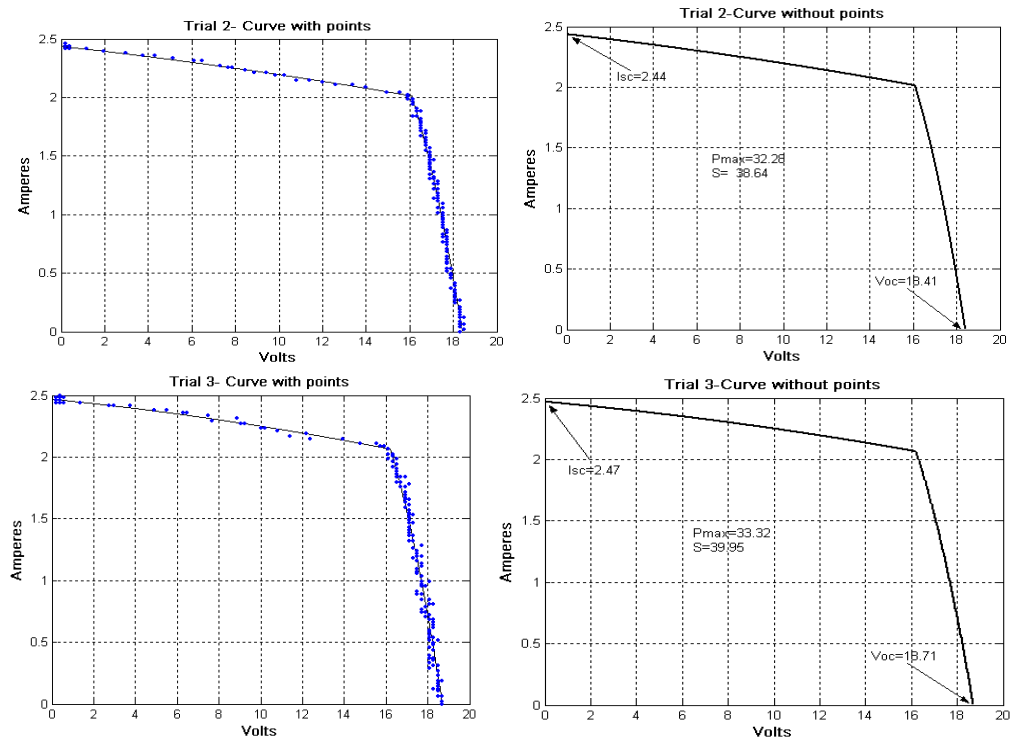 Trial 2- Curve with points
2.5
2
1.5
1
0.5
0
Amperes
0 2 4 6 8 10 12 14 16 18 20
Volts
Trial 2-Curve without points
2.5
2
1.5
1
0.5
0
Amperes
Isc=2.44
Pmax=32.28
S= 38.64
Voc=18.41
0 2 4 6 8 10 12 14 16 18 20
Volts
Trial 3- Curve with points
2.5
2
1.5
1
0.5
0
Amperes
0 2 4 6 8 10 12 14 16 18 20
Volts
Trial 3-Curve without points
2.5
2
1.5
1
0.5
0
Amperes
Isc=2.47
Pmax=33.32
S=39.95
Voc=18.71
0 2 4 6 8 10 12 14 16 18 20
Volts